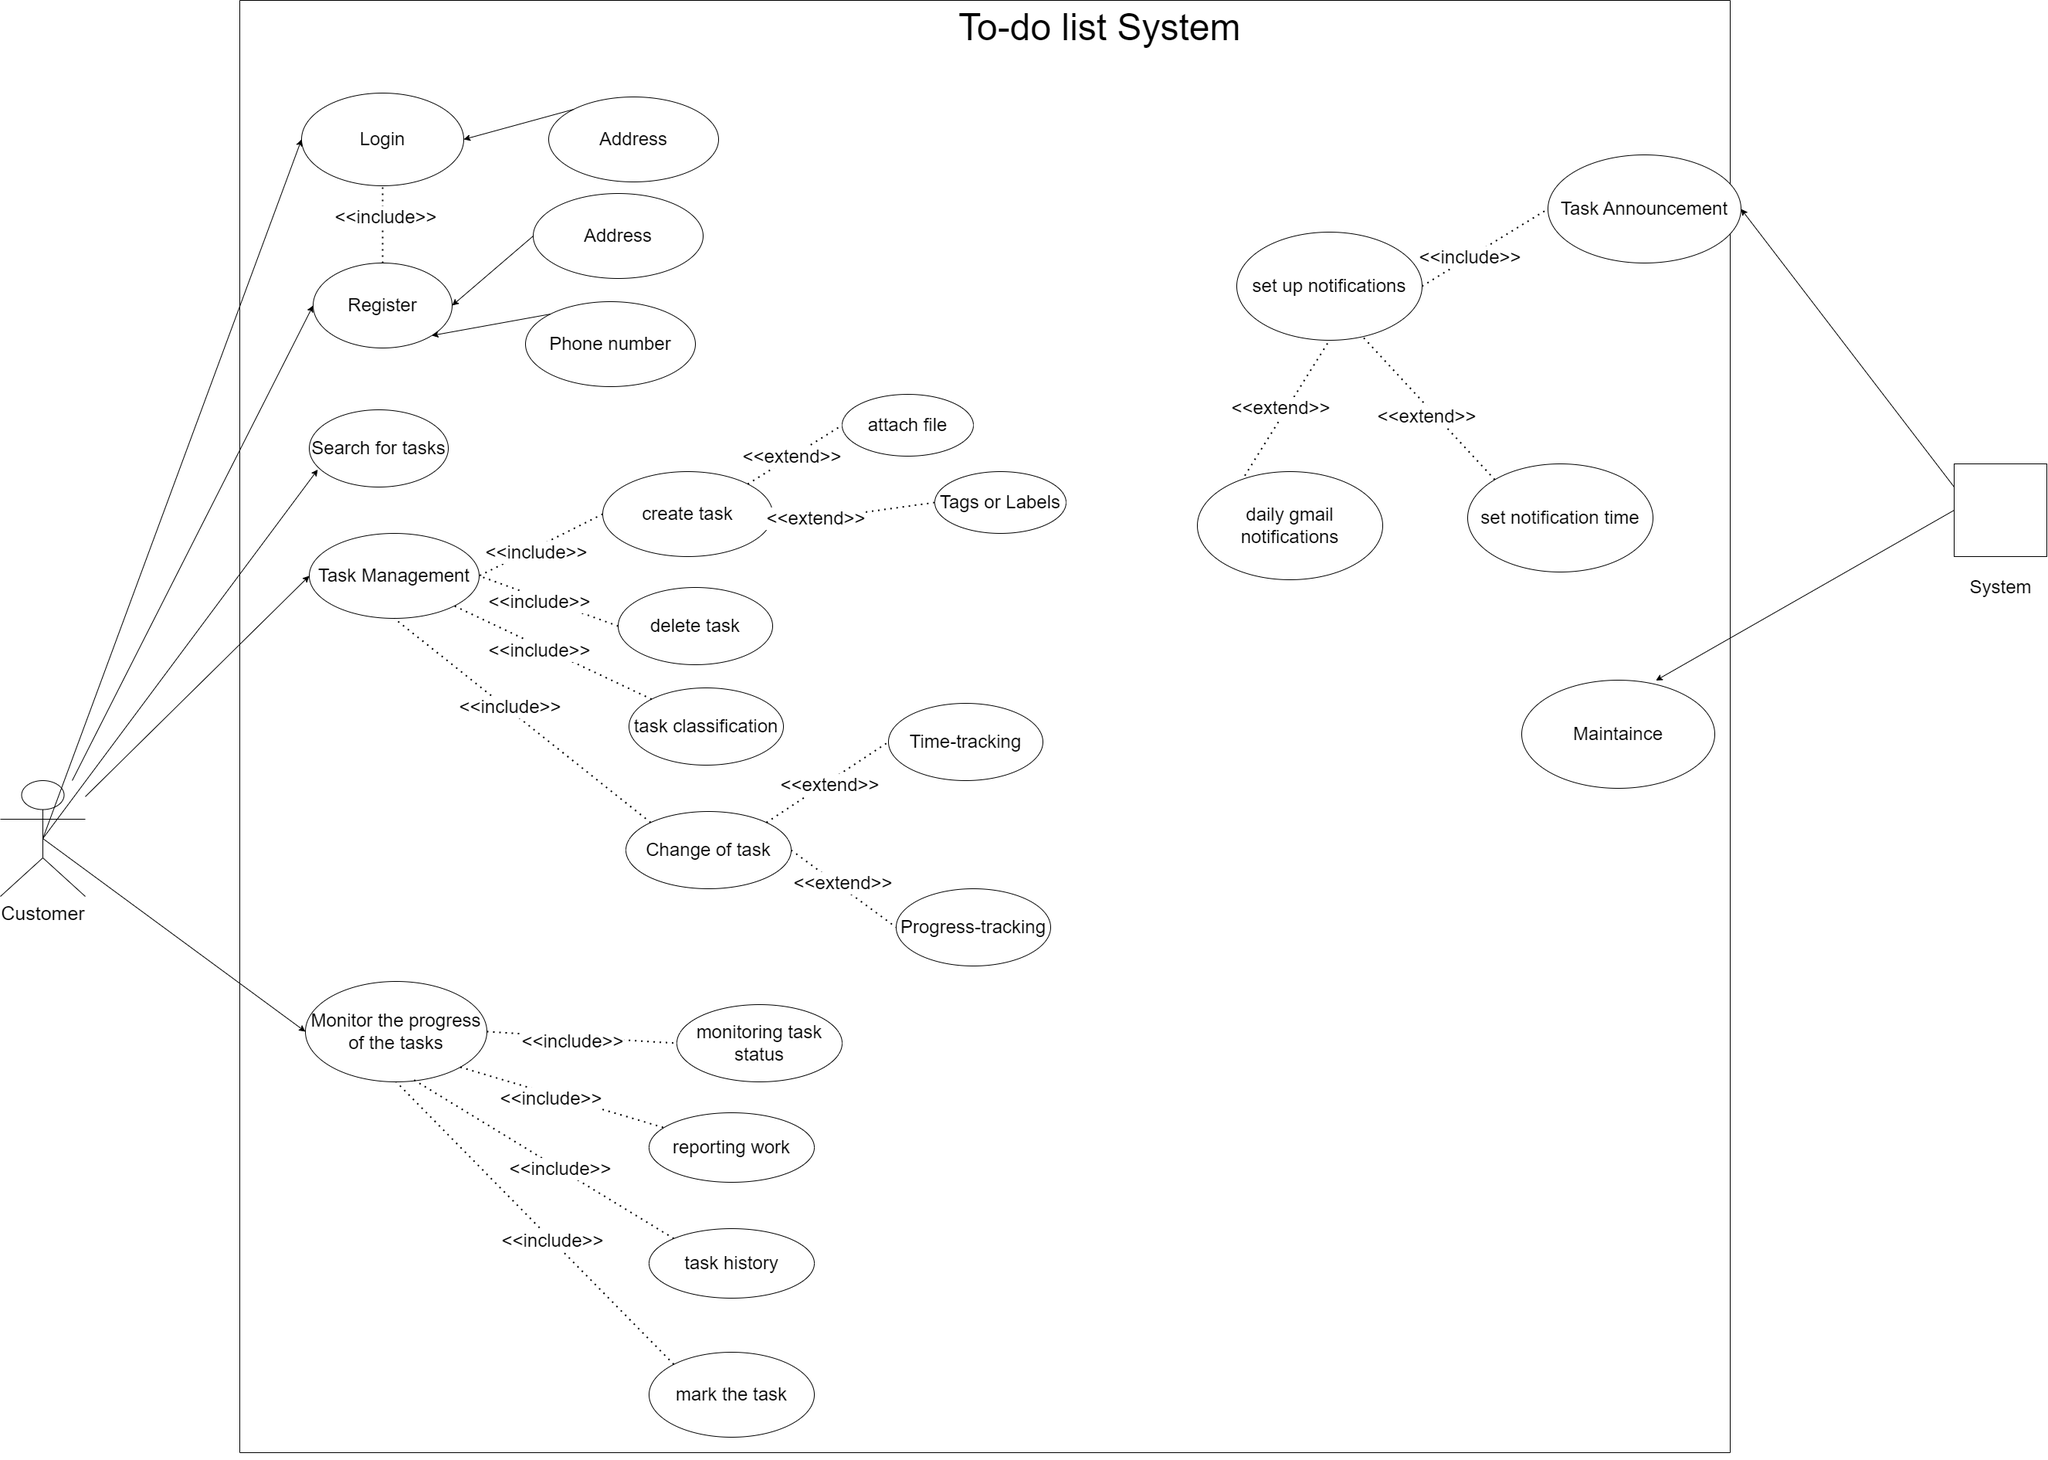 To-do list System
Login
Address
<<include>>
Address
Register
Phone number
Search for tasks
attach file
<<extend>>
create task
Tags or Labels
<<extend>>
<<include>>
Task Management
<<include>>
delete task
<<include>>
task classification
<<include>>
Time-tracking
<<extend>>
Change of task
<<extend>>
Progress-tracking
Customer
Monitor the progress
of the tasks
<<include>>
monitoring task
status
<<include>>
reporting work
<<include>>
task history
<<include>>
mark the task
Task Announcement
<<include>>
set up notifications
<<extend>>
<<extend>>
daily gmail
notifications
set notification time
System
Maintaince